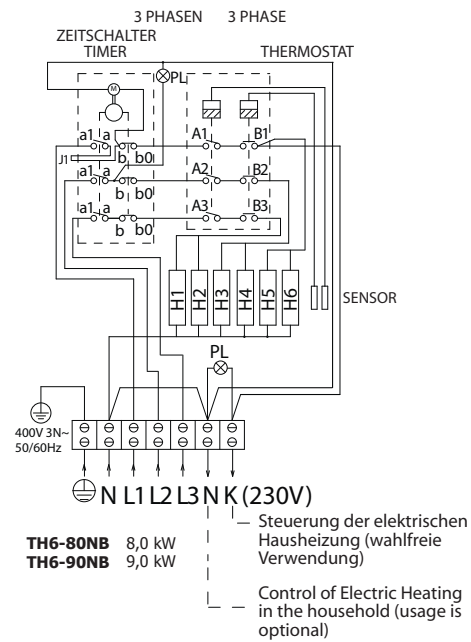 3 PHASEN 3 PHASE
ZEITSCHALTER
TIMER
THERMOSTAT
PL
M
a1 a
A1
B1
J1
b b0
a1 a
A2
B2
b b0
a1 a
A3
B3
b b0
H1 H2 H3 H4 H5 H6
SENSOR
PL
400V 3N~
50/60Hz
N L1 L2 L3 N K (230V)
TH6-80NB 8,0 kW
TH6-90NB 9,0 kW
Steuerung der elektrischen
Hausheizung (wahlfreie
Verwendung)
Control of Electric Heating
in the household (usage is
optional)